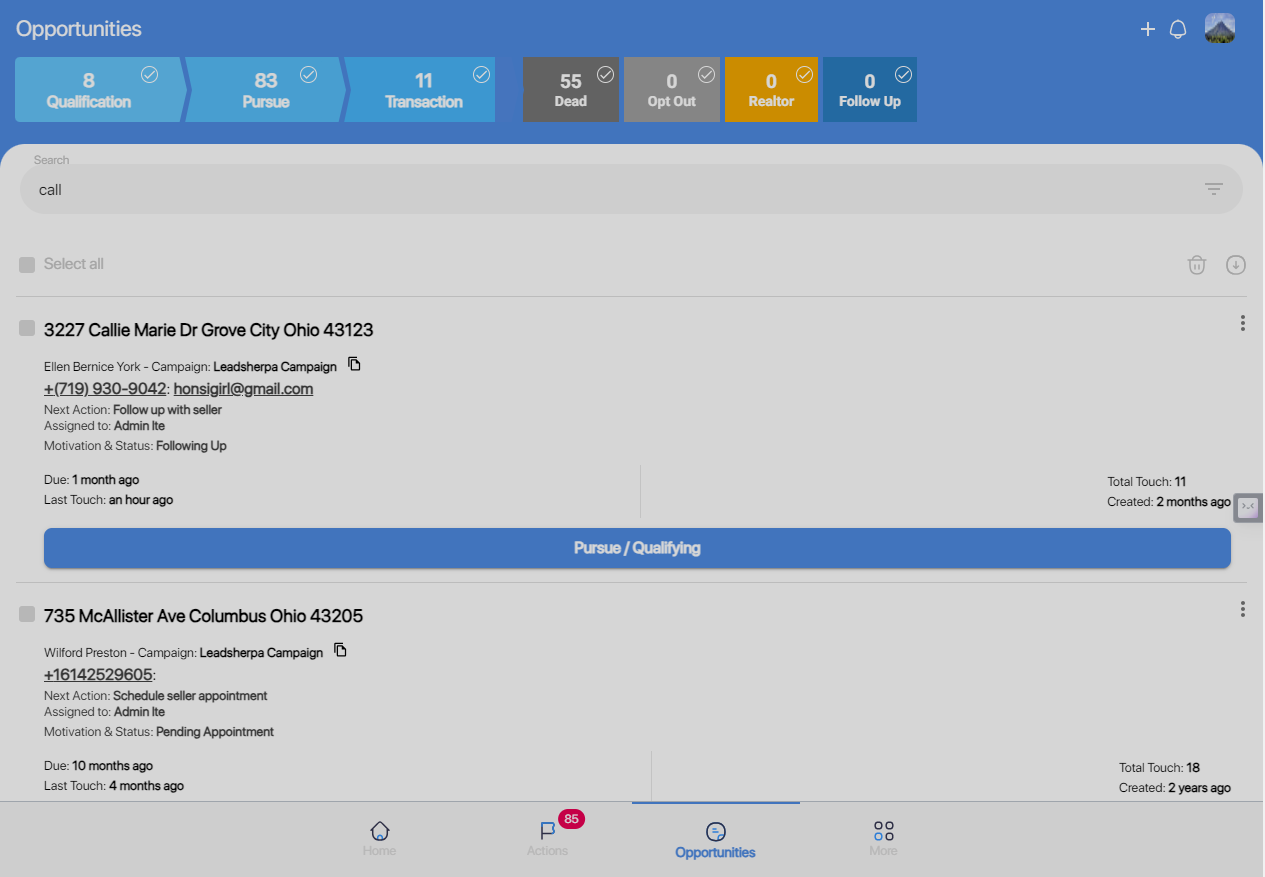 Opportunities
8
Qualification
83
Pursue
11
Transaction
55
Dead
0
Opt Out
0
Realtor
0
Follow Up
Search
call
Select all
3227 Callie Marie Dr Grove City Ohio 43123
Ellen Bernice York - Campaign: Leadsherpa Campaign
+(719) 930-9042: honsigirl@gmail.com
Next Action: Follow up with seller
Assigned to: Admin Ite
Motivation & Status: Following Up
Due: 1 month ago
Last Touch: an hour ago
Total Touch: 11
Created: 2 months ago
Pursue / Qualifying
735 McAllister Ave Columbus Ohio 43205
Wilford Preston - Campaign: Leadsherpa Campaign
+16142529605:
Next Action: Schedule seller appointment
Assigned to: Admin Ite
Motivation & Status: Pending Appointment
Due: 10 months ago
Last Touch: 4 months ago
Total Touch: 18
Created: 2 years ago
Home
85
Actions
Opportunities
More